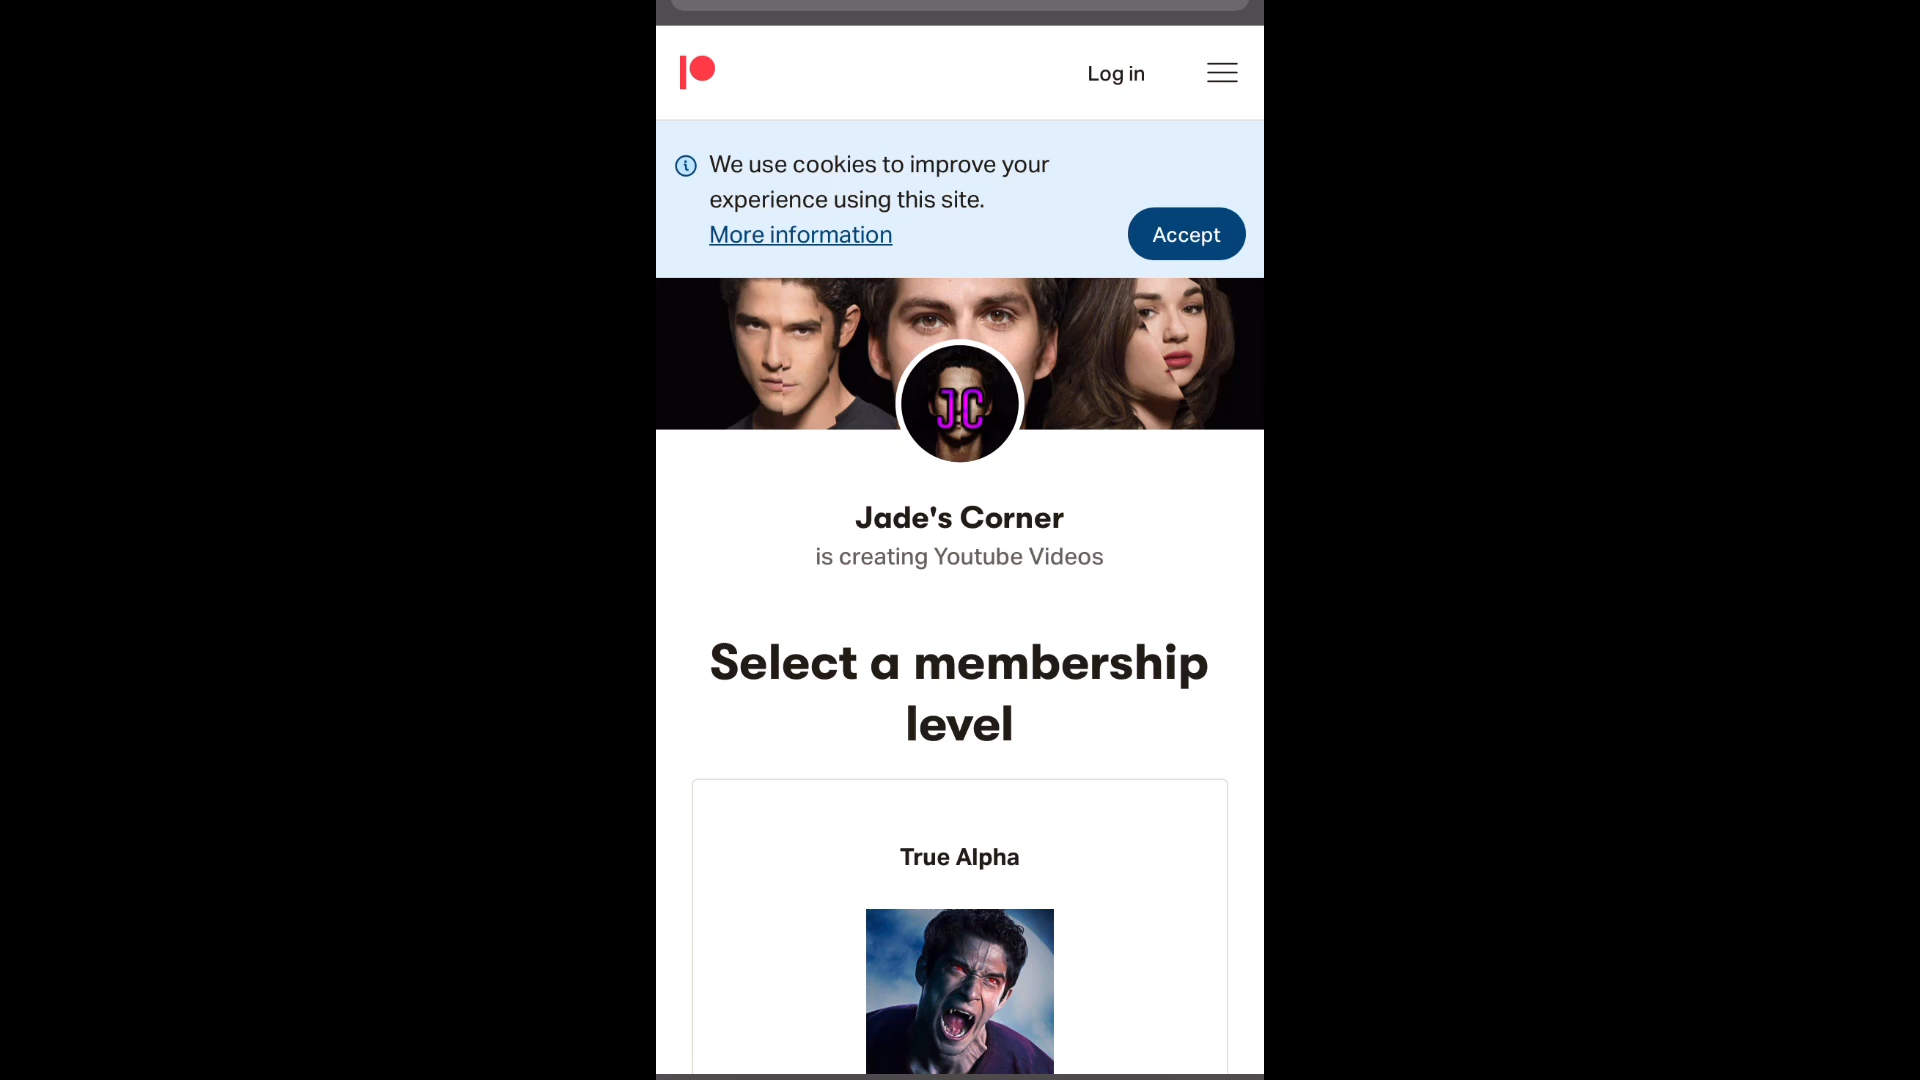 Log in
We use cookies to improve your
experience using this site.
More information
Accept
JC
Jade's Corner
is creating Youtube Videos
Select a membership
level
True Alpha